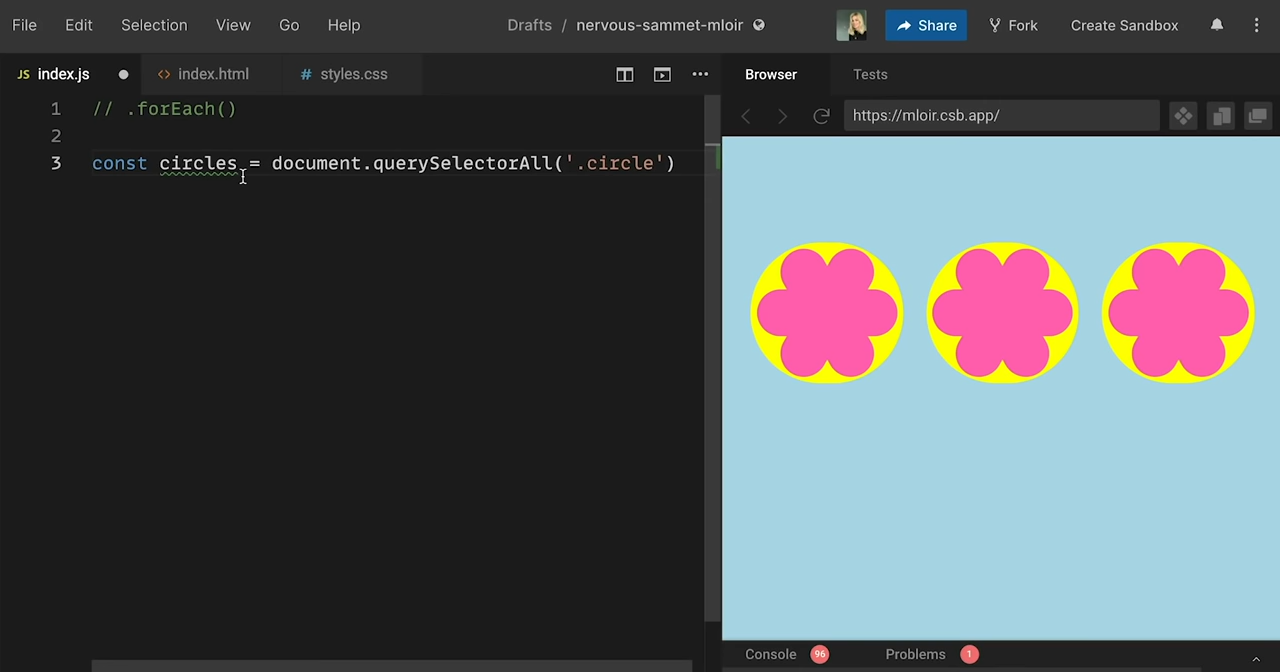 File Edit Selection View Go Help Drafts / nervous-sammet-mloir Share Fork Create Sandbox
JS index.js <> index.html # styles.css Browser Tests
https://mloir.csb.app/
1 // .forEach()
2
3 const circles = document.querySelectorAll('.circle')
Console 96 Problems 1